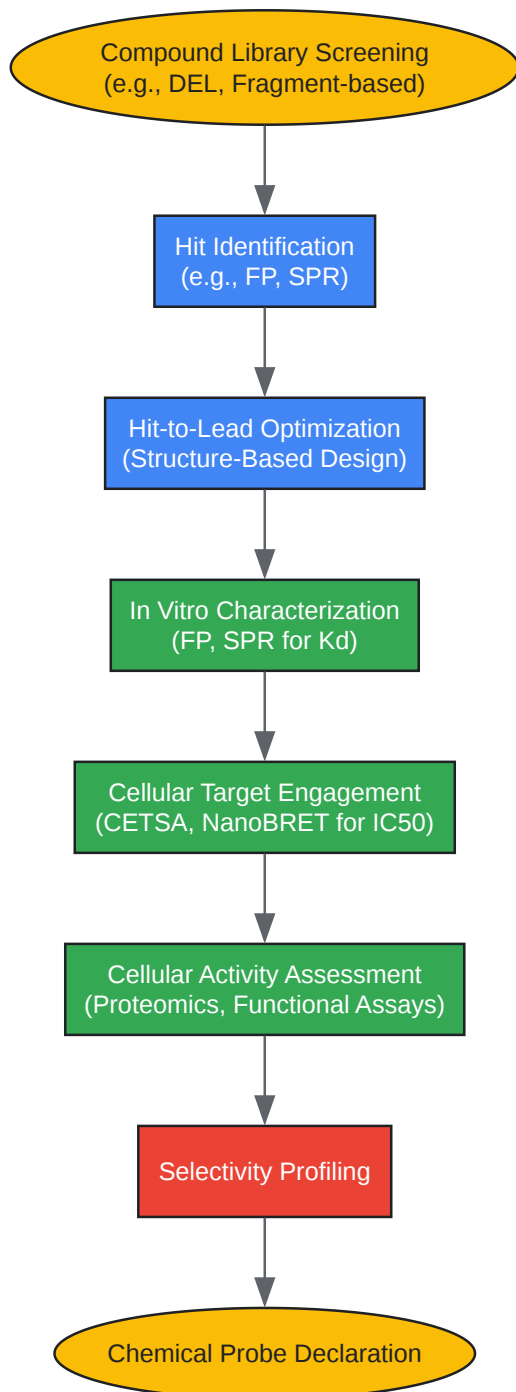 Compound Library Screening
(e.g., DEL, Fragment-based)
Hit Identification
(e.g., FP, SPR)
Hit-to-Lead Optimization
(Structure-Based Design)
In Vitro Characterization
(FP, SPR for Kd)
Cellular Target Engagement
(CETSA, NanoBRET for IC50)
Cellular Activity Assessment
(Proteomics, Functional Assays)
Selectivity Profiling
Chemical Probe Declaration